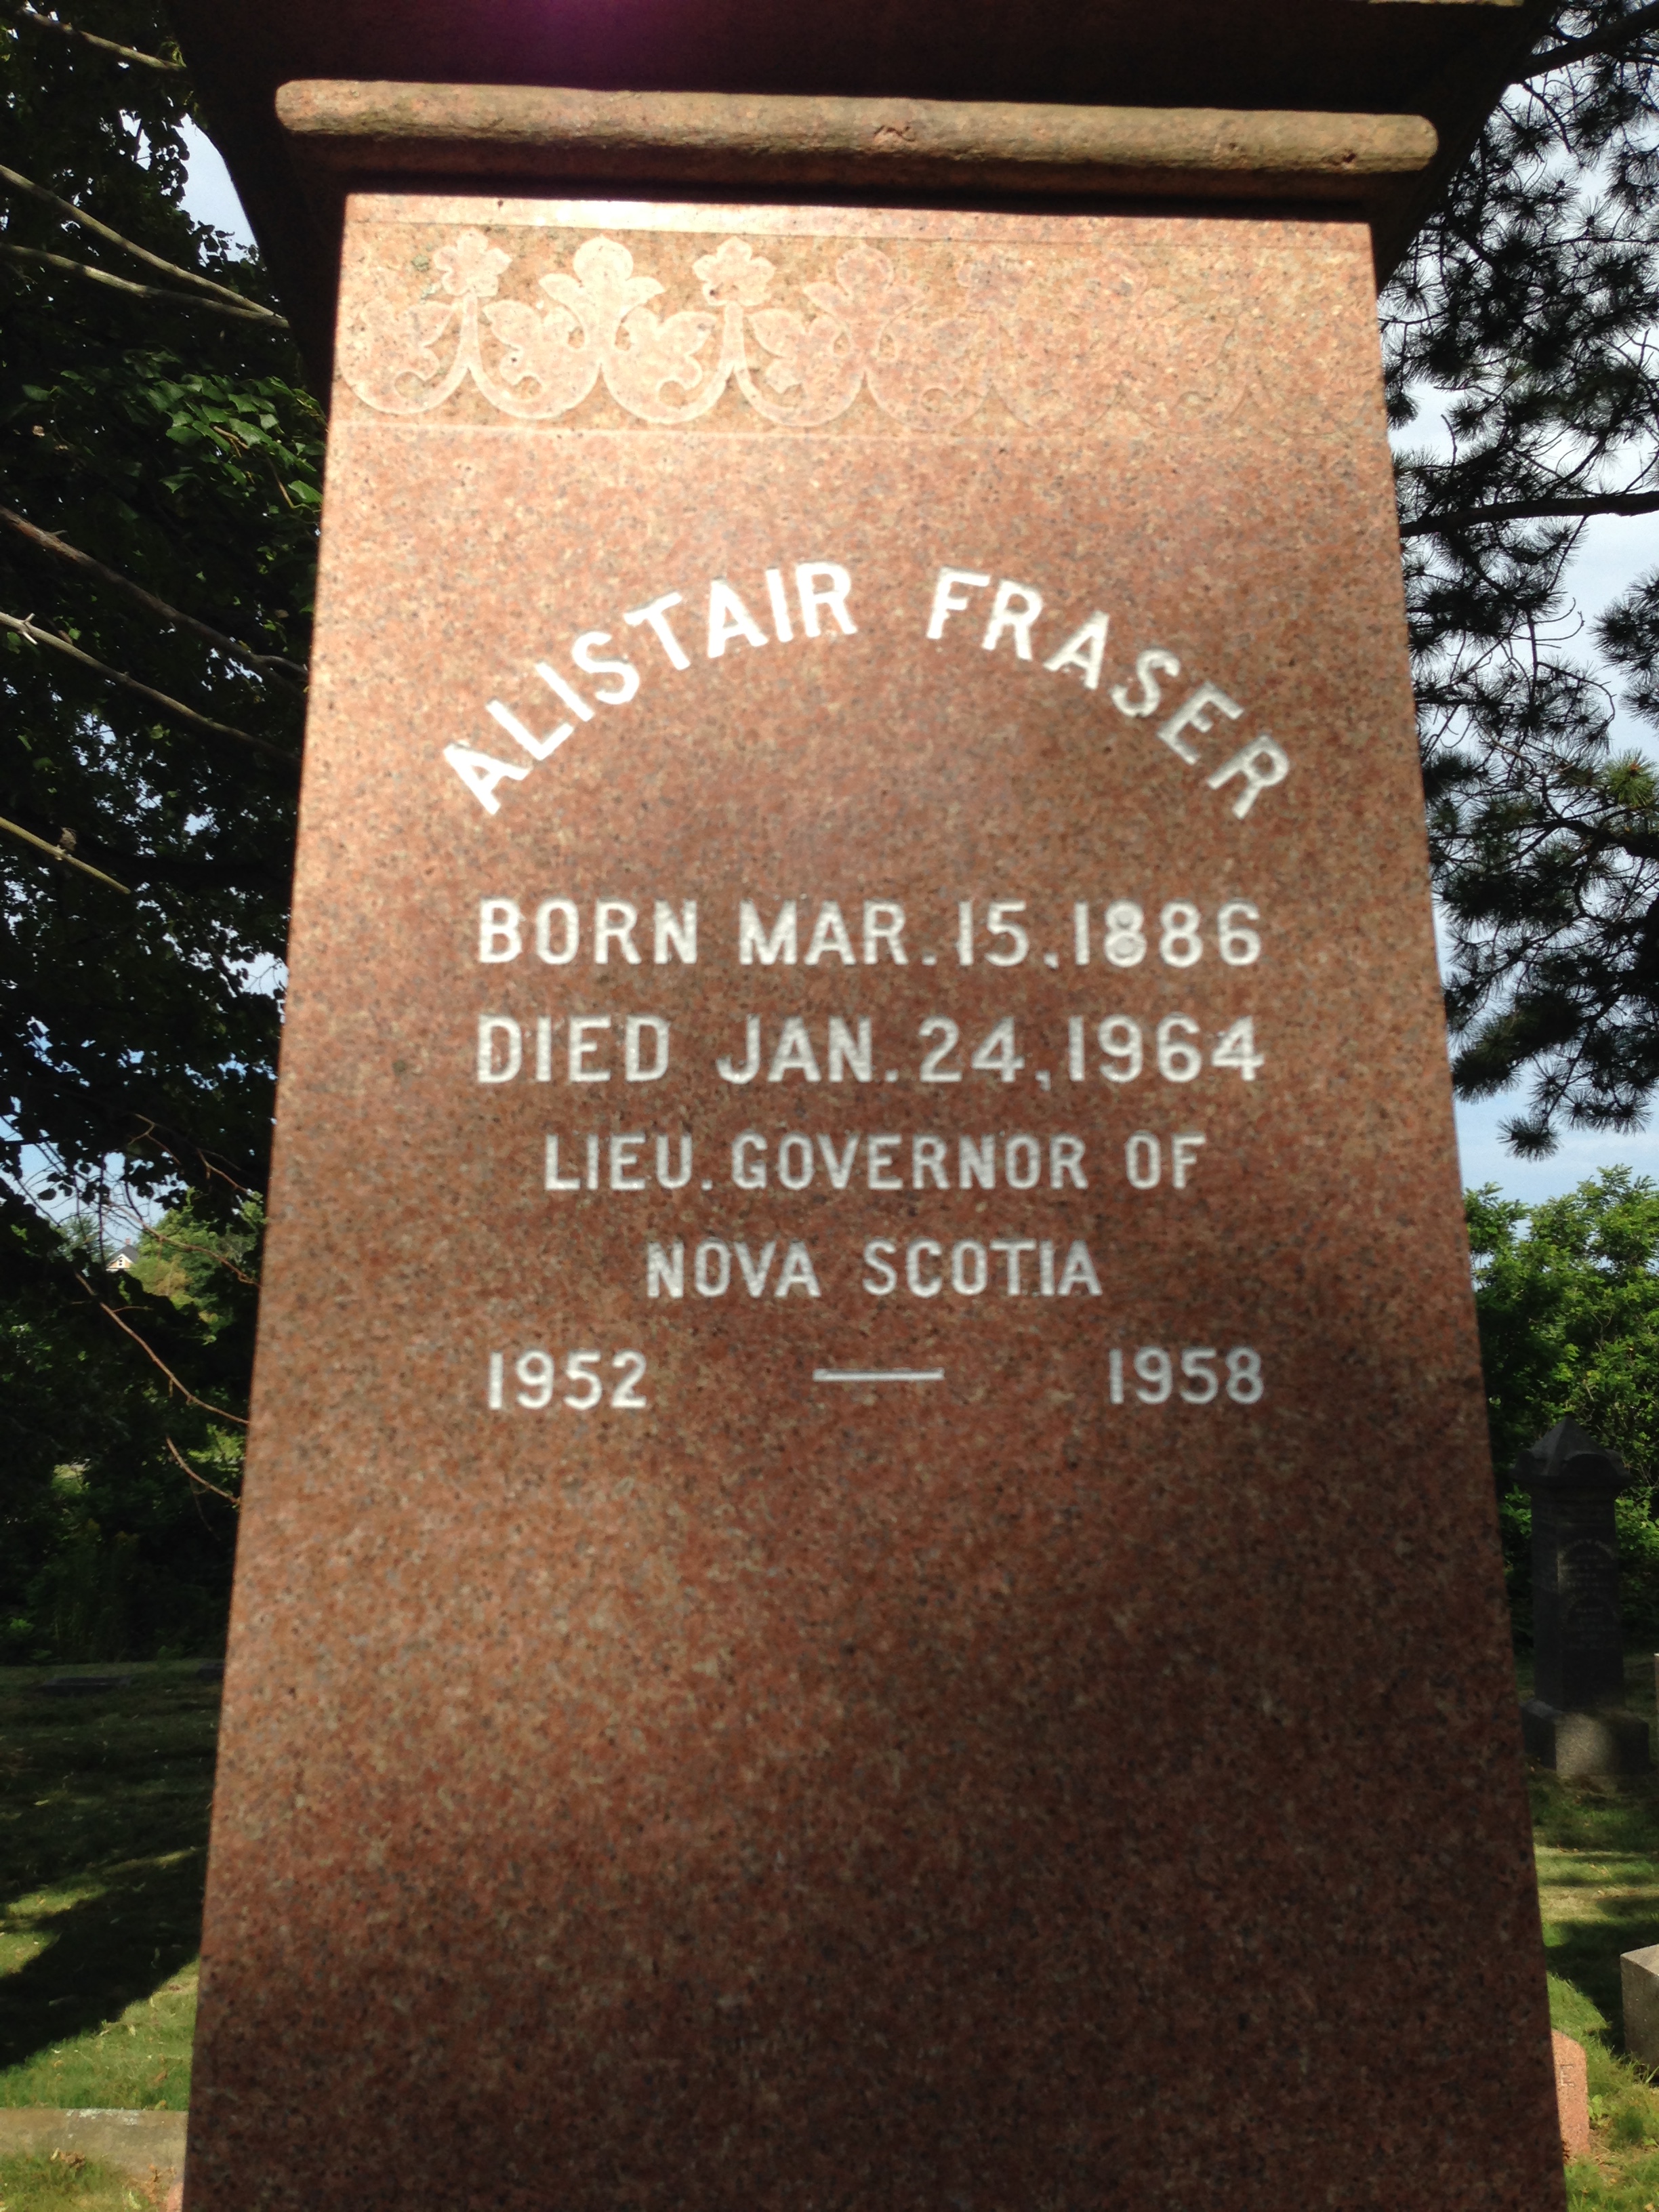 ALISTAIR FRASER
BORN MAR. 15, 1886
DIED JAN. 24, 1964
LIEU. GOVERNOR OF
NOVA SCOTIA
1952 — 1958